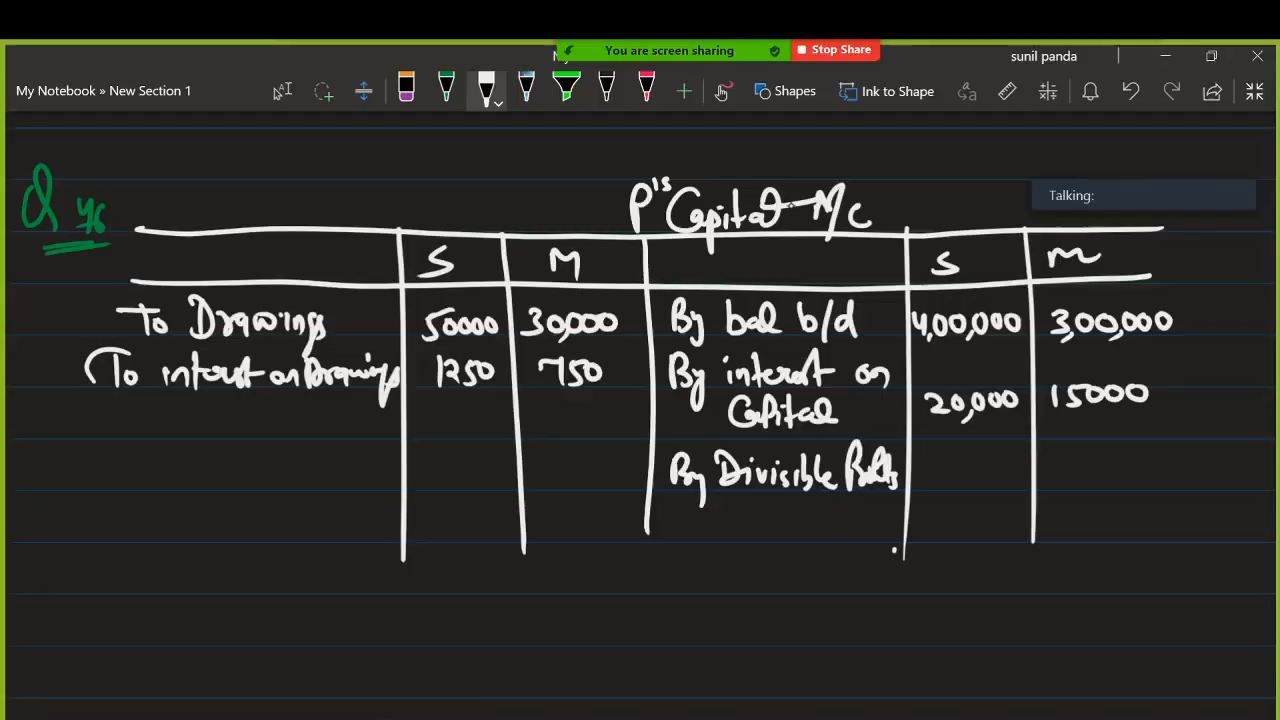 You are screen sharing
Stop Share
sunil panda
My Notebook » New Section 1
Shapes
Ink to Shape
Talking:
P's Capital A/c
S M S M
To Drawings 50000 30,000 By bal b/d 4,00,000 3,00,000
To interest on Drawings 1250 750 By interest on
Capital 20,000 15000
By Divisible